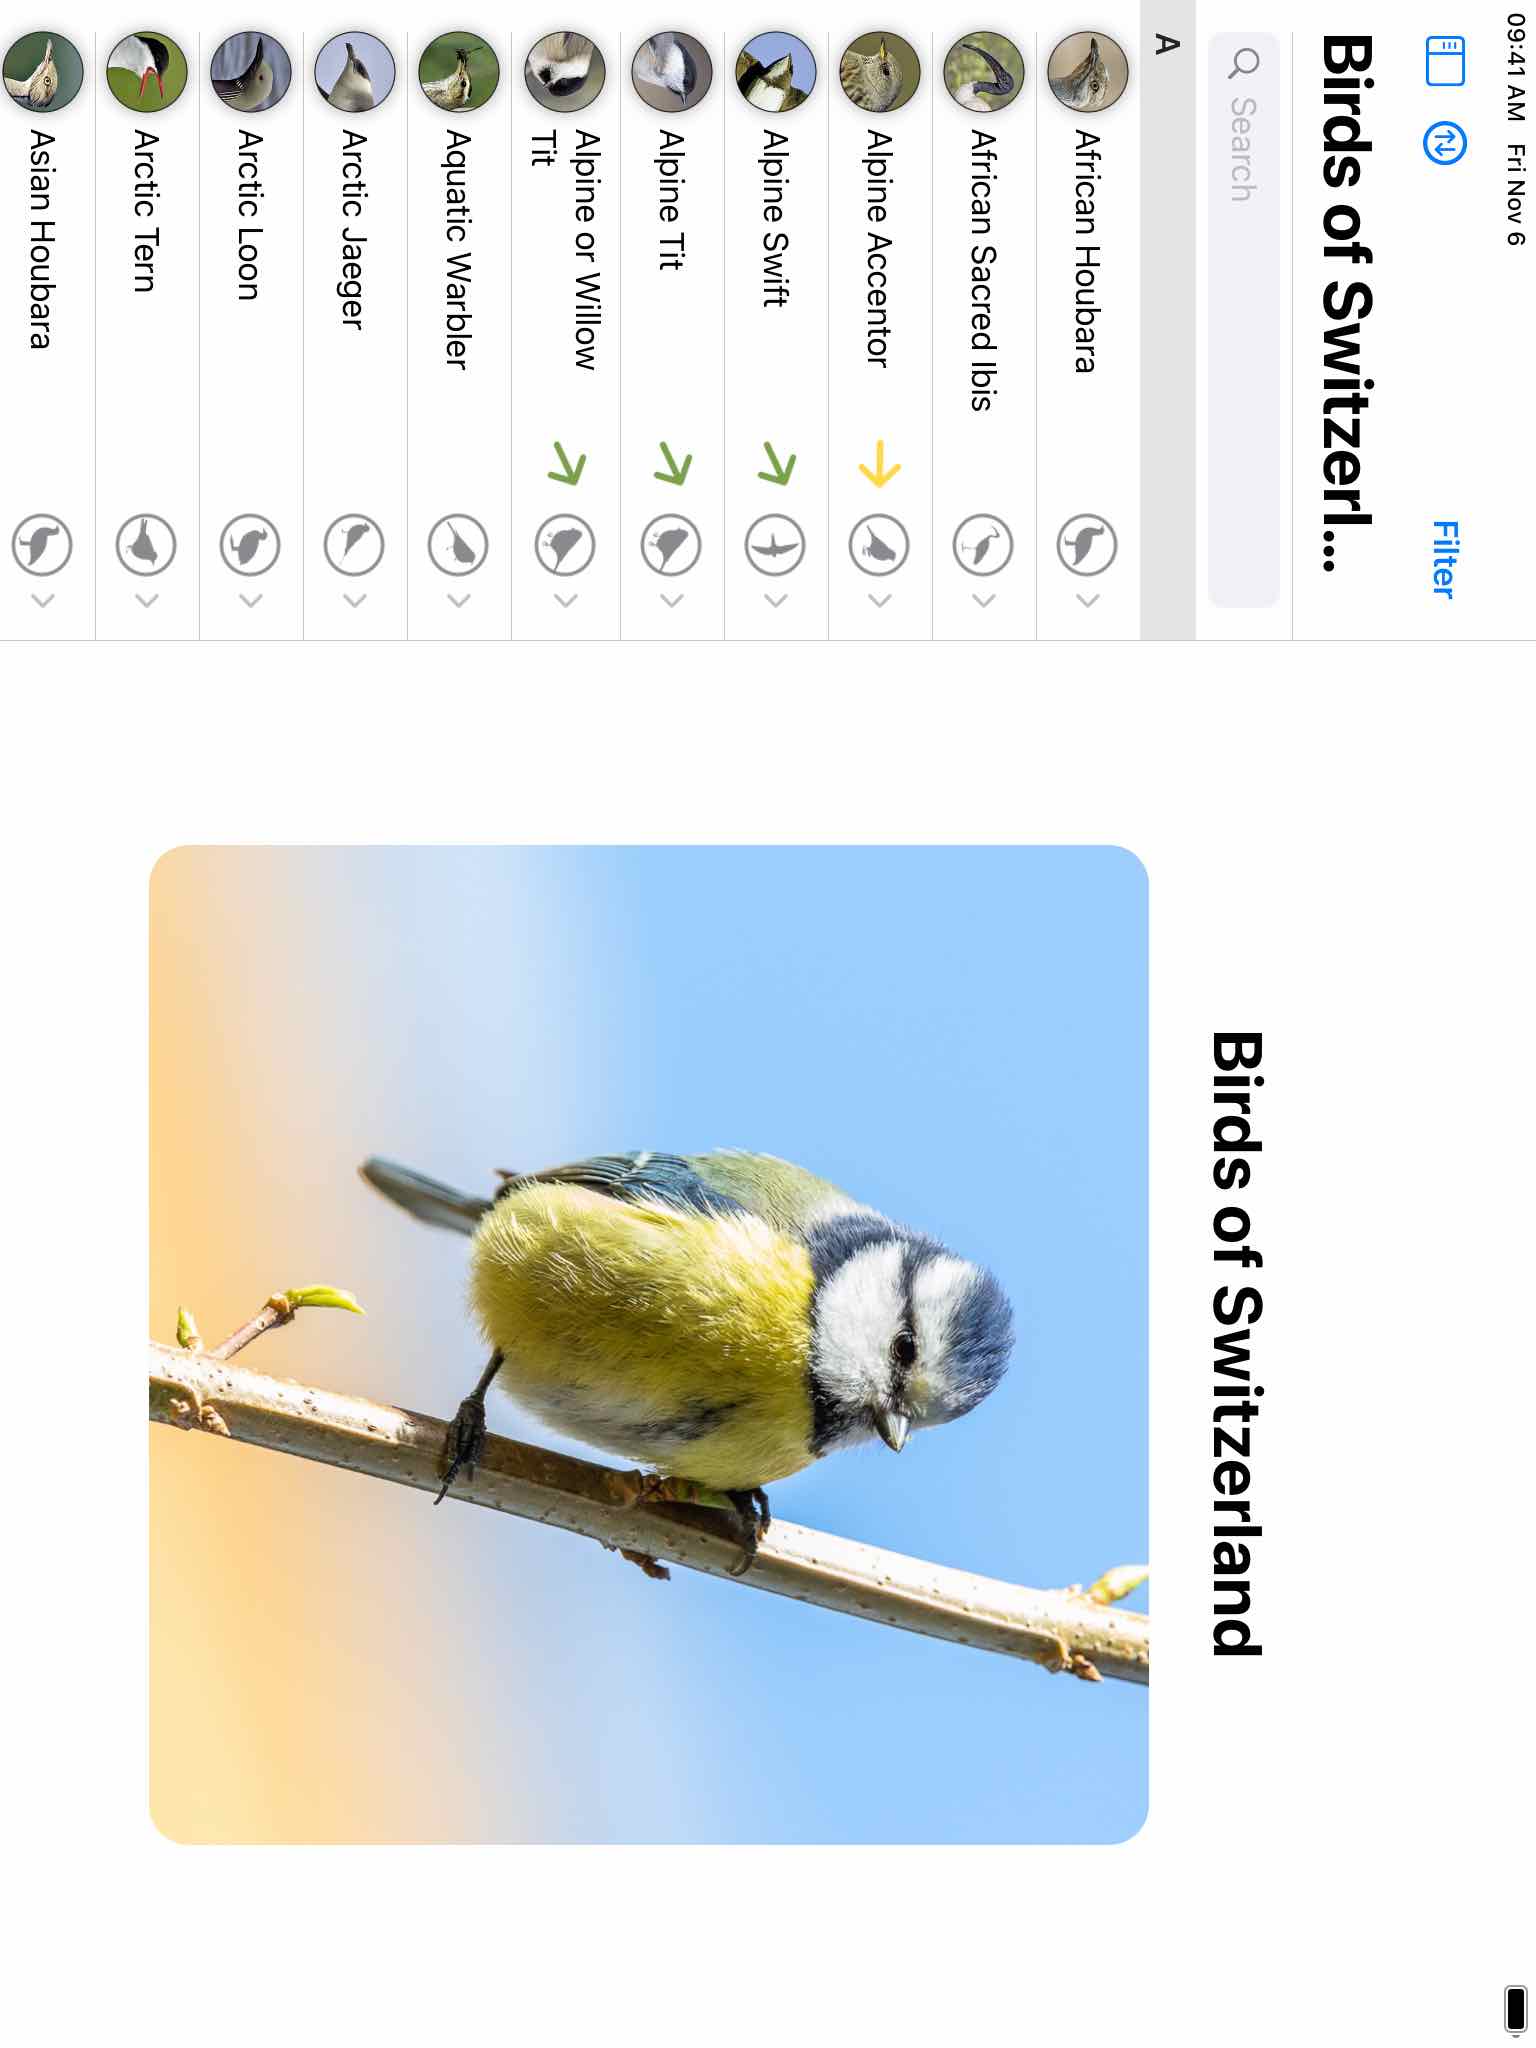 09:41 AM Fri Nov 6
Filter
Birds of Switzerl...
Search
A
African Houbara
African Sacred Ibis
Alpine Accentor
Alpine Swift
Alpine Tit
Alpine or Willow
Tit
Aquatic Warbler
Arctic Jaeger
Arctic Loon
Arctic Tern
Asian Houbara
Birds of Switzerland